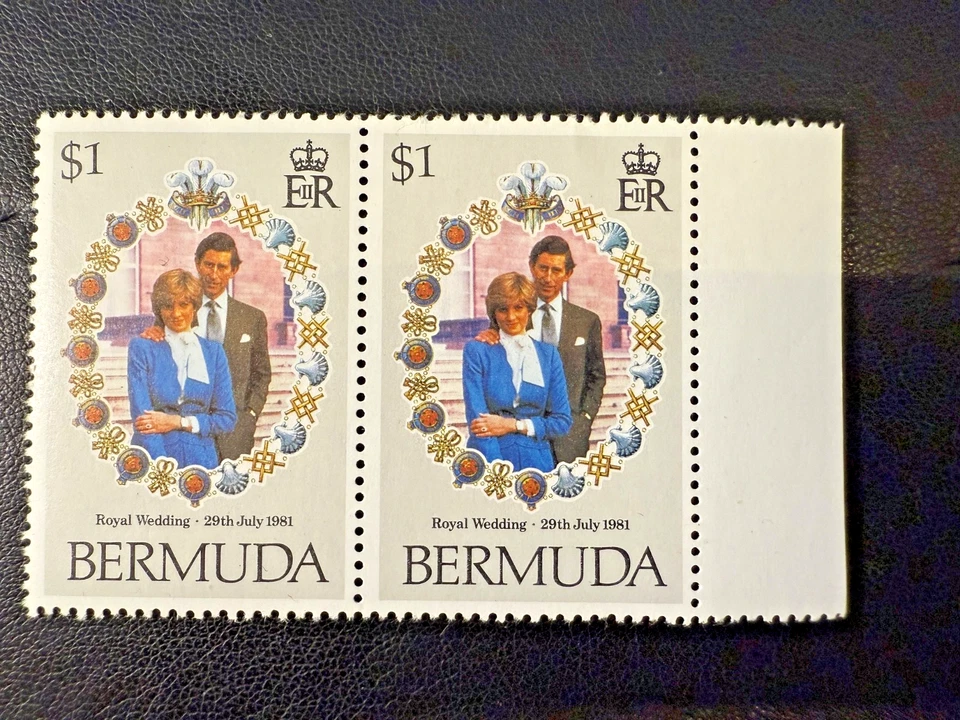 $1
EIIR
Royal Wedding · 29th July 1981
BERMUDA
$1
EIIR
Royal Wedding · 29th July 1981
BERMUDA